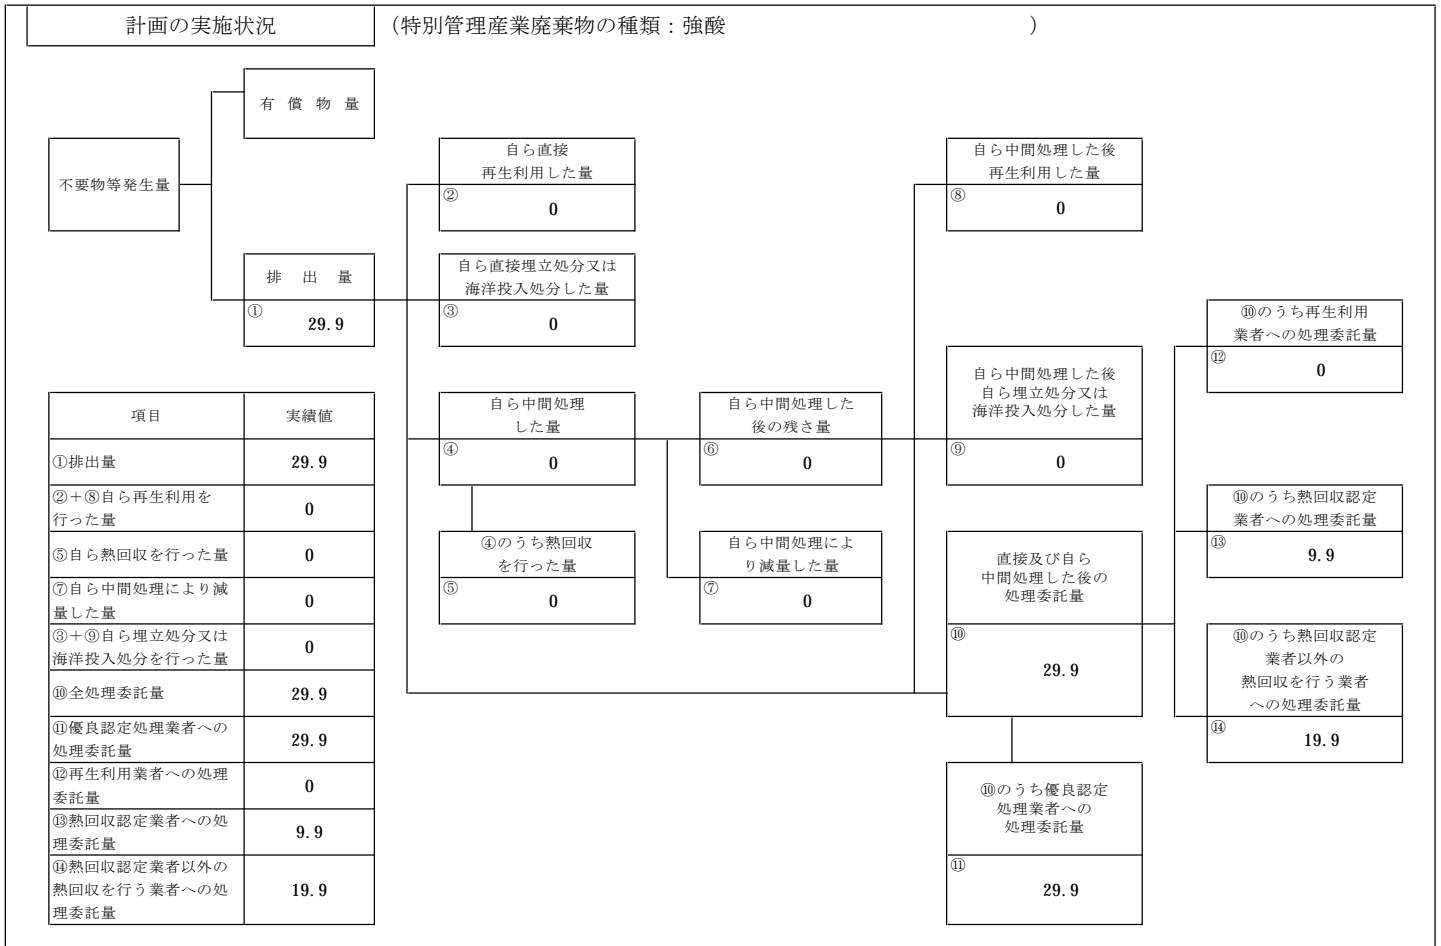 計画の実施状況
(特別管理産業廃棄物の種類：強酸　　　　　)
有償物量
不要物等発生量
排出量
①
29.9
自ら直接
再生利用した量
②
0
自ら直接埋立処分又は
海洋投入処分した量
③
0
自ら中間処理
した量
④
0
④のうち熱回収
を行った量
⑤
0
自ら中間処理した
後の残さ量
⑥
0
自ら中間処理によ
り減量した量
⑦
0
自ら中間処理した後
再生利用した量
⑧
0
自ら中間処理した後
自ら埋立処分又は
海洋投入処分した量
⑨
0
直接及び自ら
中間処理した後の
処理委託量
⑩
29.9
⑩のうち優良認定
処理業者への
処理委託量
⑪
29.9
⑩のうち再生利用
業者への処理委託量
⑫
0
⑩のうち熱回収認定
業者への処理委託量
⑬
9.9
⑩のうち熱回収認定
業者以外の
熱回収を行う業者
への処理委託量
⑭
19.9
項目 実績値
①排出量 29.9
②＋⑧自ら再生利用を
行った量
0
⑤自ら熱回収を行った量 0
⑦自ら中間処理により減
量した量
0
③＋⑨自ら埋立処分又は
海洋投入処分を行った量
0
⑩全処理委託量 29.9
⑪優良認定処理業者への
処理委託量
29.9
⑫再生利用業者への処理
委託量
0
⑬熱回収認定業者への処
理委託量
9.9
⑭熱回収認定業者以外の
熱回収を行う業者への処
理委託量
19.9